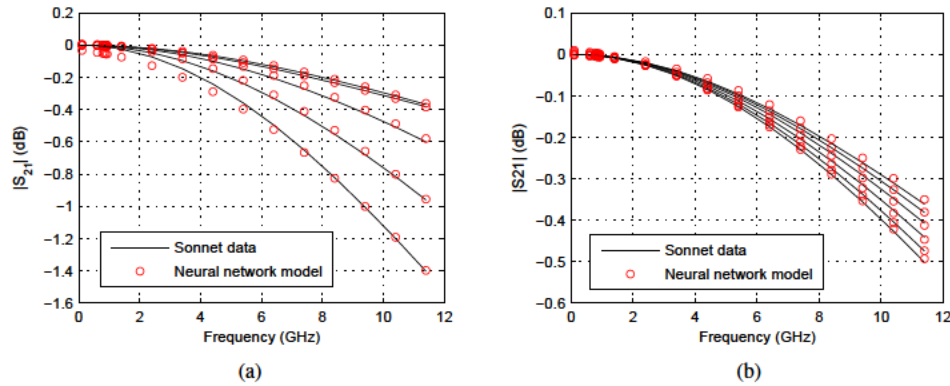 0
−0.2
−0.4
−0.6
−0.8
−1
−1.2
−1.4
−1.6
|S21| (dB)
Sonnet data
Neural network model
0 2 4 6 8 10 12
Frequency (GHz)
(a)
0.1
0
−0.1
−0.2
−0.3
−0.4
−0.5
−0.6
|S21| (dB)
Sonnet data
Neural network model
0 2 4 6 8 10 12
Frequency (GHz)
(b)